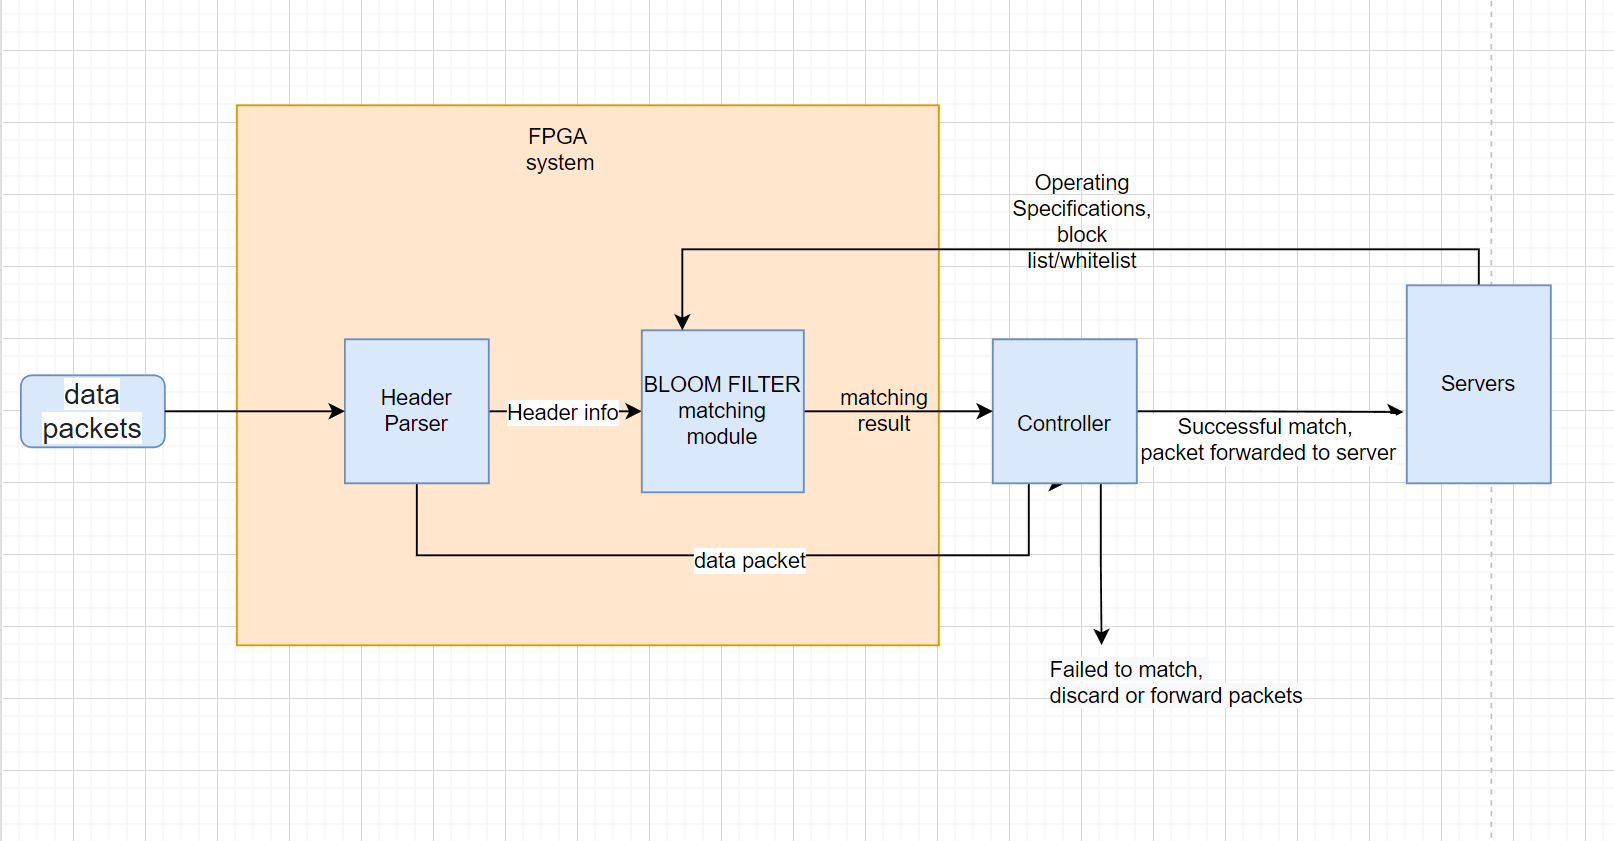 FPGA
system
Operating
Specifications,
block
list/whitelist
data
packets
Header
Parser
Header info
BLOOM FILTER
matching
module
matching
result
Controller
Successful match,
packet forwarded to server
Servers
data packet
Failed to match,
discard or forward packets